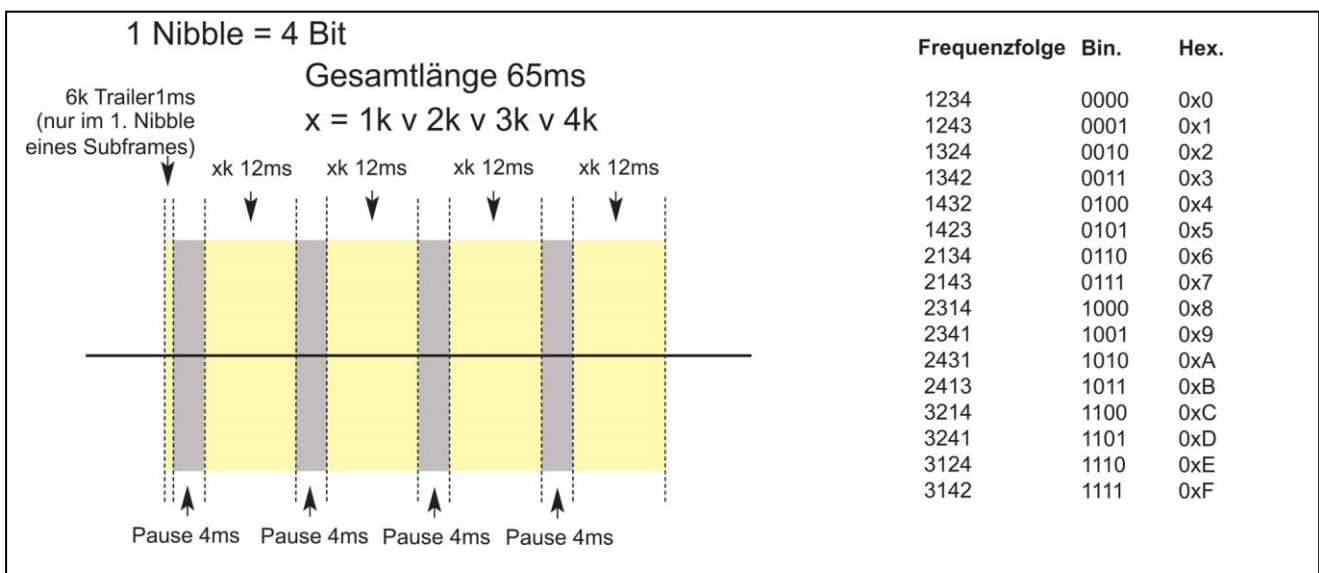 1 Nibble = 4 Bit
Gesamtlänge 65ms
x = 1k v 2k v 3k v 4k
6k Trailer1ms
(nur im 1. Nibble
eines Subframes)
xk 12ms xk 12ms xk 12ms xk 12ms
Pause 4ms Pause 4ms Pause 4ms Pause 4ms
Frequenzfolge Bin. Hex.
1234 0000 0x0
1243 0001 0x1
1324 0010 0x2
1342 0011 0x3
1432 0100 0x4
1423 0101 0x5
2134 0110 0x6
2143 0111 0x7
2314 1000 0x8
2341 1001 0x9
2431 1010 0xA
2413 1011 0xB
3214 1100 0xC
3241 1101 0xD
3124 1110 0xE
3142 1111 0xF